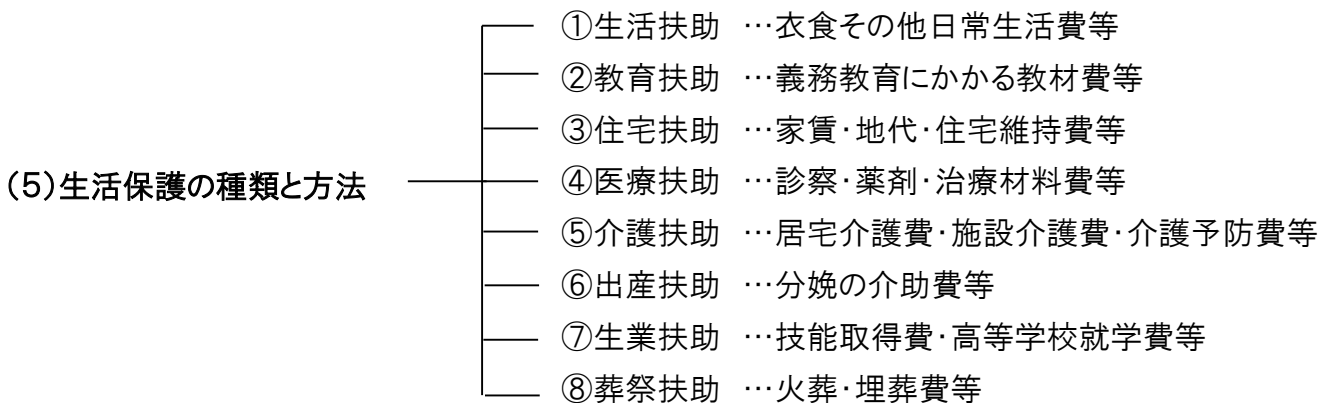 (5)生活保護の種類と方法
①生活扶助 …衣食その他日常生活費等
②教育扶助 …義務教育にかかる教材費等
③住宅扶助 …家賃・地代・住宅維持費等
④医療扶助 …診察・薬剤・治療材料費等
⑤介護扶助 …居宅介護費・施設介護費・介護予防費等
⑥出産扶助 …分娩の介助費等
⑦生業扶助 …技能取得費・高等学校就学費等
⑧葬祭扶助 …火葬・埋葬費等